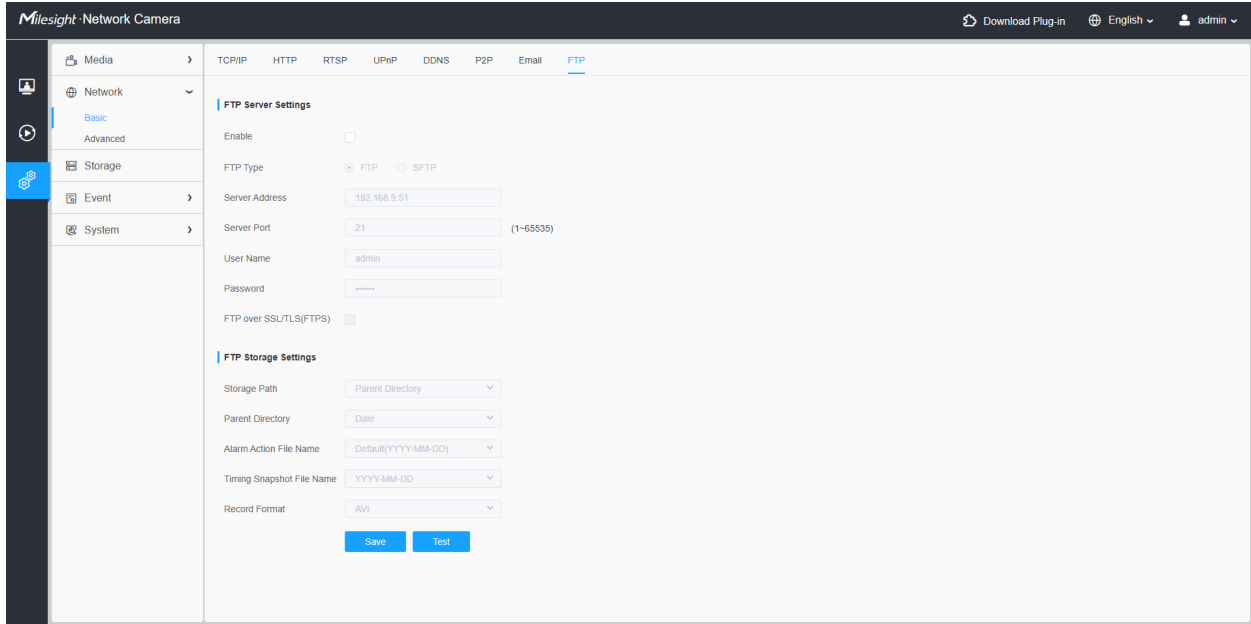 Milesight · Network Camera
Download Plug-in English admin
Media
Network
Basic
Advanced
Storage
Event
System
TCP/IP HTTP RTSP UPnP DDNS P2P Email FTP
FTP Server Settings
Enable
FTP Type FTP SFTP
Server Address 192.168.9.51
Server Port 21 (1~65535)
User Name admin
Password ••••••
FTP over SSL/TLS(FTPS)
FTP Storage Settings
Storage Path Parent Directory
Parent Directory Date
Alarm Action File Name Default(YYYY-MM-DD)
Timing Snapshot File Name YYYY-MM-DD
Record Format AVI
Save Test